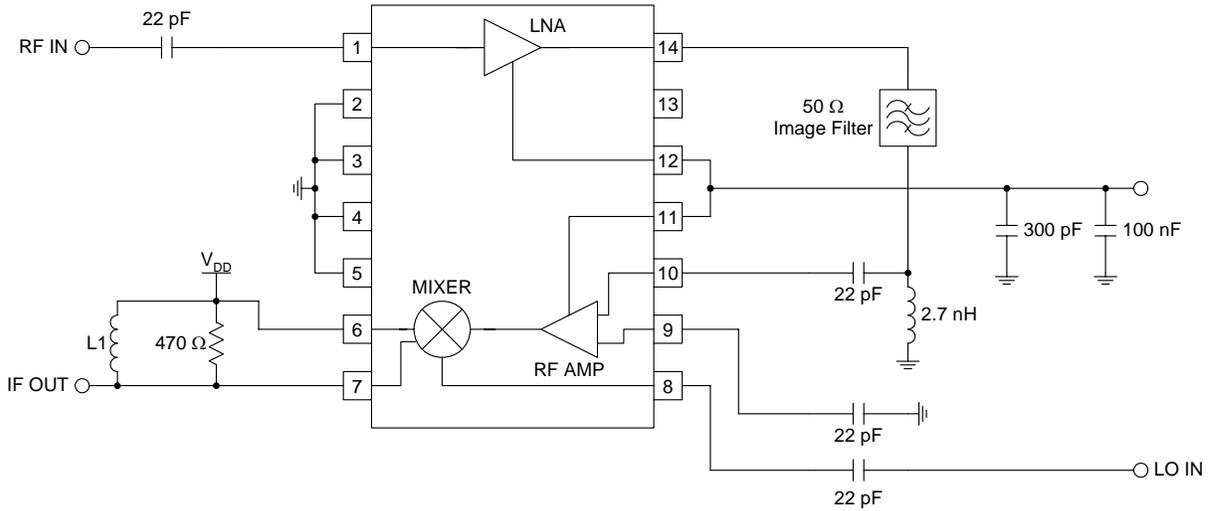 22 pF
RF IN
1
LNA
14
2
13
50 Ω
Image Filter
3
12
4
11
300 pF
100 nF
5
10
22 pF
V_DD
MIXER
2.7 nH
L1
470 Ω
6
9
RF AMP
IF OUT
7
8
22 pF
LO IN
22 pF